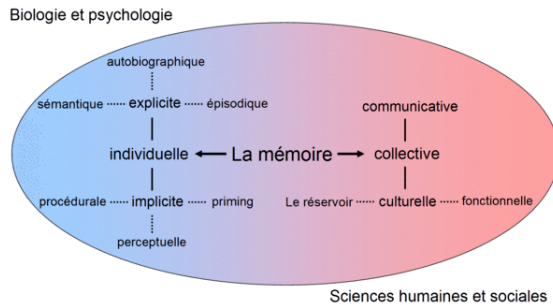 Biologie et psychologie
autobiographique
sémantique explicite épisodique
communicative
individuelle La mémoire collective
procédurale implicite priming Le réservoir culturelle fonctionnelle
perceptuelle
Sciences humaines et sociales